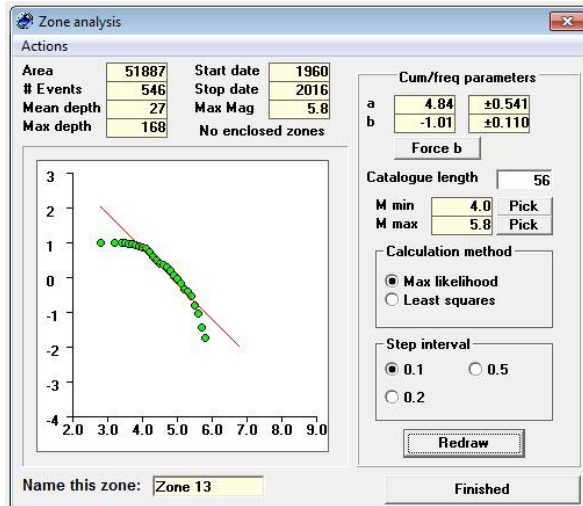 Zone analysis
Actions
Area 51887 Start date 1960
# Events 546 Stop date 2016
Mean depth 27 Max Mag 5.8
Max depth 168 No enclosed zones
Cum/freq parameters
a 4.84 ±0.541
b -1.01 ±0.110
Force b
Catalogue length 56
M min 4.0 Pick
M max 5.8 Pick
Calculation method
Max likelihood
Least squares
Step interval
0.1 0.5
0.2
Redraw
3
2
1
0
-1
-2
-3
-4
2.0 3.0 4.0 5.0 6.0 7.0 8.0 9.0
Name this zone: Zone 13
Finished